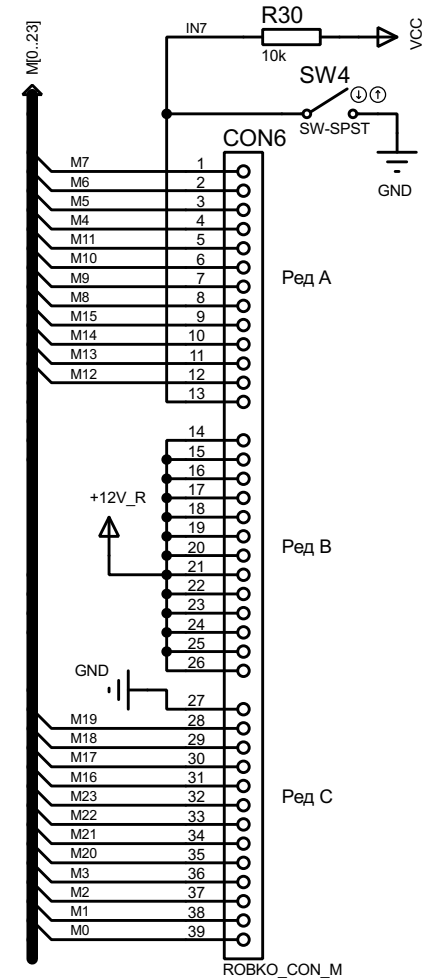 R30
IN7
10k
VCC
M[0..23]
SW4
SW-SPST
GND
CON6
M7 1
M6 2
M5 3
M4 4
M11 5
M10 6
M9 7
M8 8
M15 9
M14 10
M13 11
M12 12
13
Ред А
14
15
16
17
18
19
20
21
22
23
24
25
26
+12V_R
Ред В
GND
27
M19 28
M18 29
M17 30
M16 31
M23 32
M22 33
M21 34
M20 35
M3 36
M2 37
M1 38
M0 39
Ред С
ROBKO_CON_M